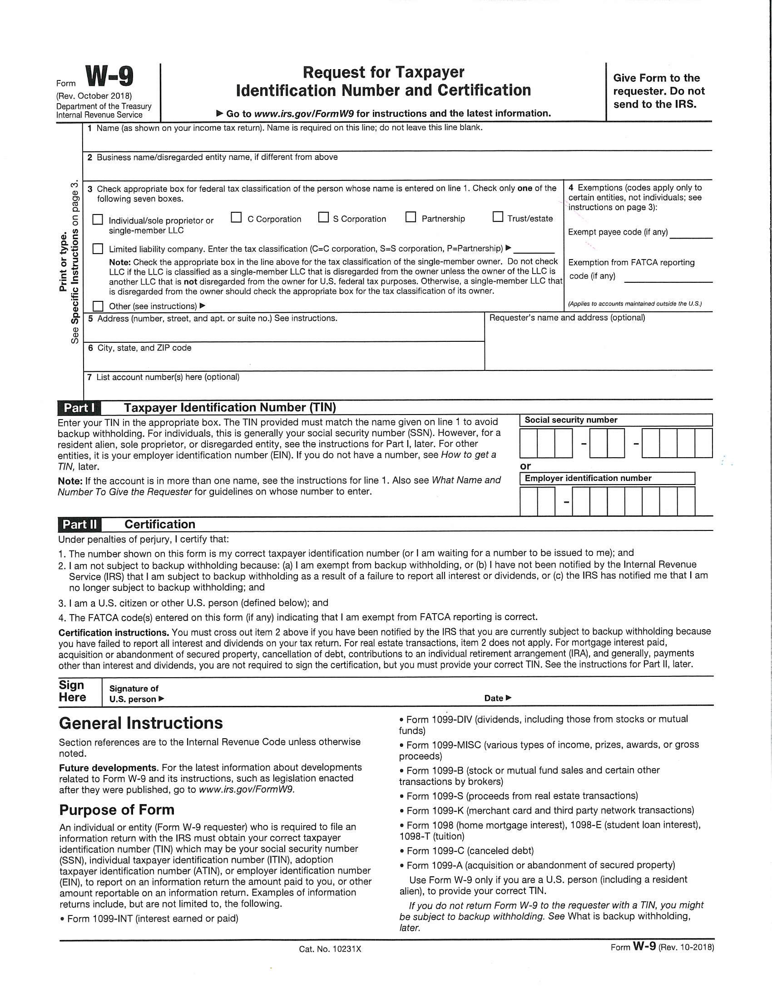 Form W-9
(Rev. October 2018)
Department of the Treasury
Internal Revenue Service
Request for Taxpayer
Identification Number and Certification
▶ Go to www.irs.gov/FormW9 for instructions and the latest information.
Give Form to the
requester. Do not
send to the IRS.
Print or type.
See Specific Instructions on page 3.
1 Name (as shown on your income tax return). Name is required on this line; do not leave this line blank.
2 Business name/disregarded entity name, if different from above
3 Check appropriate box for federal tax classification of the person whose name is entered on line 1. Check only one of the
following seven boxes.
Individual/sole proprietor or
single-member LLC
C Corporation
S Corporation
Partnership
Trust/estate
Limited liability company. Enter the tax classification (C=C corporation, S=S corporation, P=Partnership) ▶
Note: Check the appropriate box in the line above for the tax classification of the single-member owner. Do not check
LLC if the LLC is classified as a single-member LLC that is disregarded from the owner unless the owner of the LLC is
another LLC that is not disregarded from the owner for U.S. federal tax purposes. Otherwise, a single-member LLC that
is disregarded from the owner should check the appropriate box for the tax classification of its owner.
Other (see instructions) ▶
4 Exemptions (codes apply only to
certain entities, not individuals; see
instructions on page 3):
Exempt payee code (if any)
Exemption from FATCA reporting
code (if any)
(Applies to accounts maintained outside the U.S.)
5 Address (number, street, and apt. or suite no.) See instructions.
Requester's name and address (optional)
6 City, state, and ZIP code
7 List account number(s) here (optional)
Part I Taxpayer Identification Number (TIN)
Enter your TIN in the appropriate box. The TIN provided must match the name given on line 1 to avoid
backup withholding. For individuals, this is generally your social security number (SSN). However, for a
resident alien, sole proprietor, or disregarded entity, see the instructions for Part I, later. For other
entities, it is your employer identification number (EIN). If you do not have a number, see How to get a
TIN, later.
Note: If the account is in more than one name, see the instructions for line 1. Also see What Name and
Number To Give the Requester for guidelines on whose number to enter.
Social security number
- -
or
Employer identification number
-
Part II Certification
Under penalties of perjury, I certify that:
1. The number shown on this form is my correct taxpayer identification number (or I am waiting for a number to be issued to me); and
2. I am not subject to backup withholding because: (a) I am exempt from backup withholding, or (b) I have not been notified by the Internal Revenue
Service (IRS) that I am subject to backup withholding as a result of a failure to report all interest or dividends, or (c) the IRS has notified me that I am
no longer subject to backup withholding; and
3. I am a U.S. citizen or other U.S. person (defined below); and
4. The FATCA code(s) entered on this form (if any) indicating that I am exempt from FATCA reporting is correct.
Certification instructions. You must cross out item 2 above if you have been notified by the IRS that you are currently subject to backup withholding because
you have failed to report all interest and dividends on your tax return. For real estate transactions, item 2 does not apply. For mortgage interest paid,
acquisition or abandonment of secured property, cancellation of debt, contributions to an individual retirement arrangement (IRA), and generally, payments
other than interest and dividends, you are not required to sign the certification, but you must provide your correct TIN. See the instructions for Part II, later.
Sign
Here
Signature of
U.S. person ▶
Date ▶
General Instructions
Section references are to the Internal Revenue Code unless otherwise
noted.
Future developments. For the latest information about developments
related to Form W-9 and its instructions, such as legislation enacted
after they were published, go to www.irs.gov/FormW9.
Purpose of Form
An individual or entity (Form W-9 requester) who is required to file an
information return with the IRS must obtain your correct taxpayer
identification number (TIN) which may be your social security number
(SSN), individual taxpayer identification number (ITIN), adoption
taxpayer identification number (ATIN), or employer identification number
(EIN), to report on an information return the amount paid to you, or other
amount reportable on an information return. Examples of information
returns include, but are not limited to, the following.
• Form 1099-INT (interest earned or paid)
• Form 1099-DIV (dividends, including those from stocks or mutual
funds)
• Form 1099-MISC (various types of income, prizes, awards, or gross
proceeds)
• Form 1099-B (stock or mutual fund sales and certain other
transactions by brokers)
• Form 1099-S (proceeds from real estate transactions)
• Form 1099-K (merchant card and third party network transactions)
• Form 1098 (home mortgage interest), 1098-E (student loan interest),
1098-T (tuition)
• Form 1099-C (canceled debt)
• Form 1099-A (acquisition or abandonment of secured property)
Use Form W-9 only if you are a U.S. person (including a resident
alien), to provide your correct TIN.
If you do not return Form W-9 to the requester with a TIN, you might
be subject to backup withholding. See What is backup withholding,
later.
Cat. No. 10231X
Form W-9 (Rev. 10-2018)